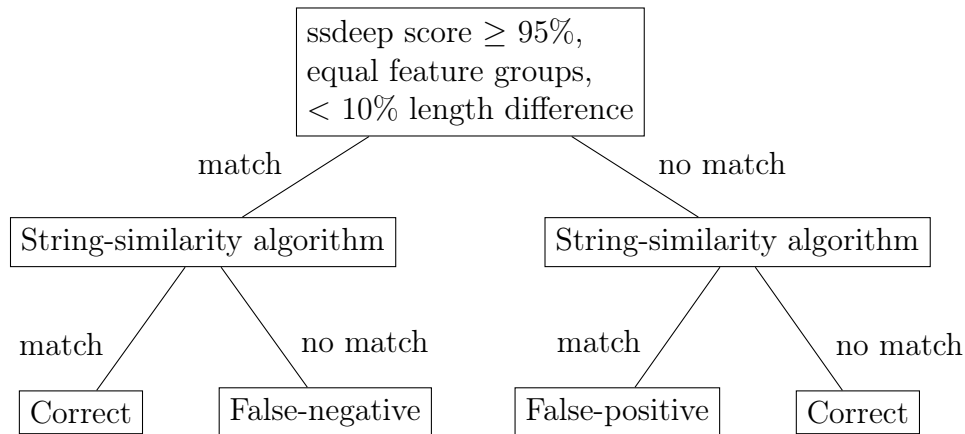 ssdeep score ≥ 95%,
equal feature groups,
< 10% length difference
match
no match
String-similarity algorithm
String-similarity algorithm
match
no match
match
no match
Correct
False-negative
False-positive
Correct